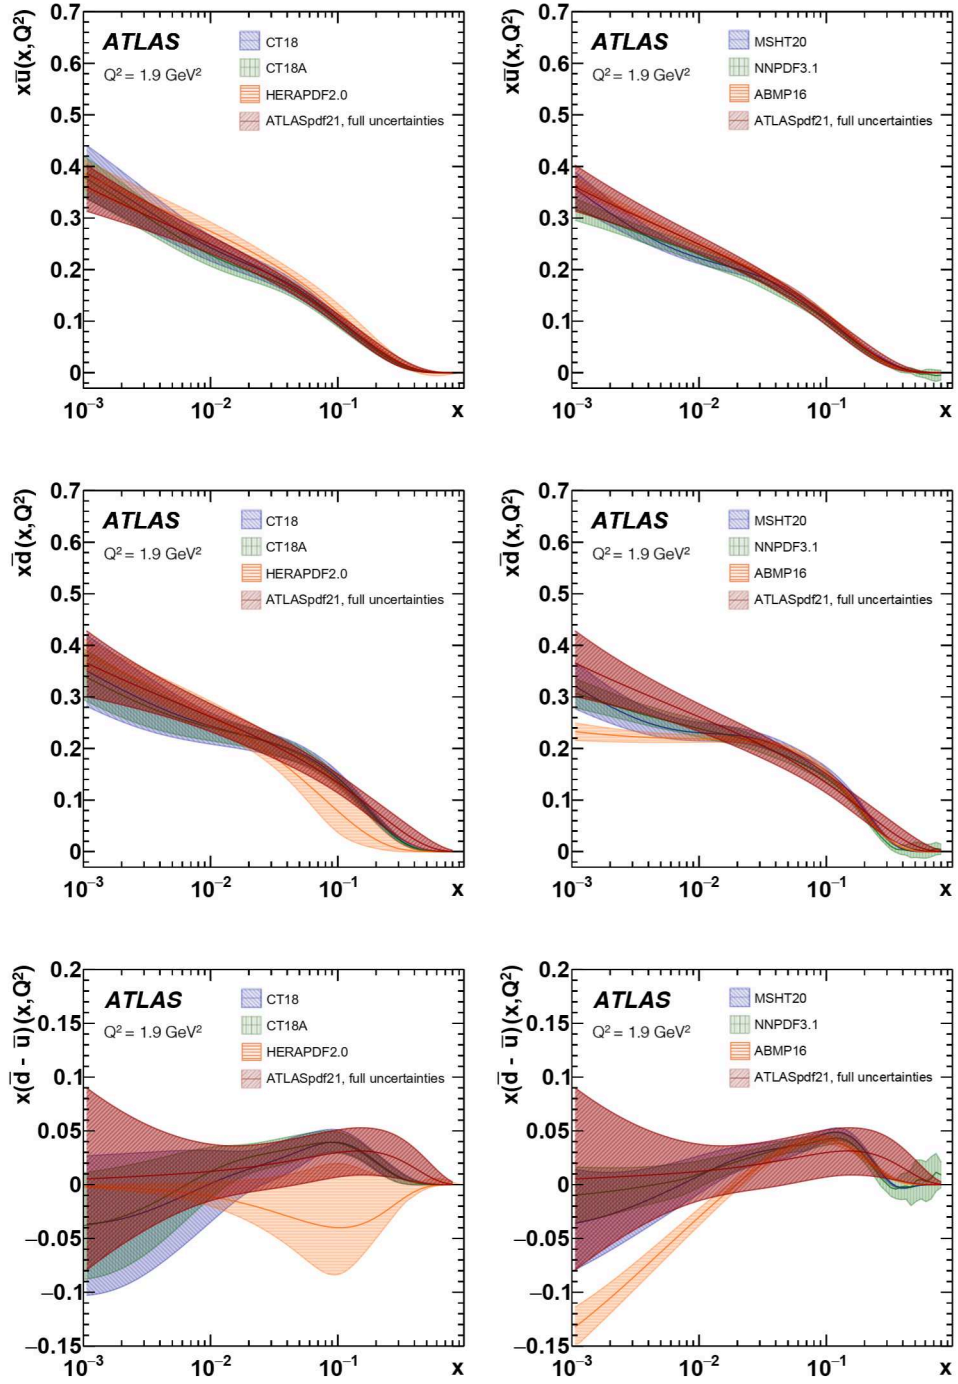 0.7
0.6
0.5
0.4
0.3
0.2
0.1
0
xu̅(x,Q²)
ATLAS
Q² = 1.9 GeV²
CT18
CT18A
HERAPDF2.0
ATLASpdf21, full uncertainties
10⁻³ 10⁻² 10⁻¹ x
0.7
0.6
0.5
0.4
0.3
0.2
0.1
0
xu̅(x,Q²)
ATLAS
Q² = 1.9 GeV²
MSHT20
NNPDF3.1
ABMP16
ATLASpdf21, full uncertainties
10⁻³ 10⁻² 10⁻¹ x
0.7
0.6
0.5
0.4
0.3
0.2
0.1
0
xd̅(x,Q²)
ATLAS
Q² = 1.9 GeV²
CT18
CT18A
HERAPDF2.0
ATLASpdf21, full uncertainties
10⁻³ 10⁻² 10⁻¹ x
0.7
0.6
0.5
0.4
0.3
0.2
0.1
0
xd̅(x,Q²)
ATLAS
Q² = 1.9 GeV²
MSHT20
NNPDF3.1
ABMP16
ATLASpdf21, full uncertainties
10⁻³ 10⁻² 10⁻¹ x
0.2
0.15
0.1
0.05
0
−0.05
−0.1
−0.15
x(d̅ - u̅)(x,Q²)
ATLAS
Q² = 1.9 GeV²
CT18
CT18A
HERAPDF2.0
ATLASpdf21, full uncertainties
10⁻³ 10⁻² 10⁻¹ x
0.2
0.15
0.1
0.05
0
−0.05
−0.1
−0.15
x(d̅ - u̅)(x,Q²)
ATLAS
Q² = 1.9 GeV²
MSHT20
NNPDF3.1
ABMP16
ATLASpdf21, full uncertainties
10⁻³ 10⁻² 10⁻¹ x